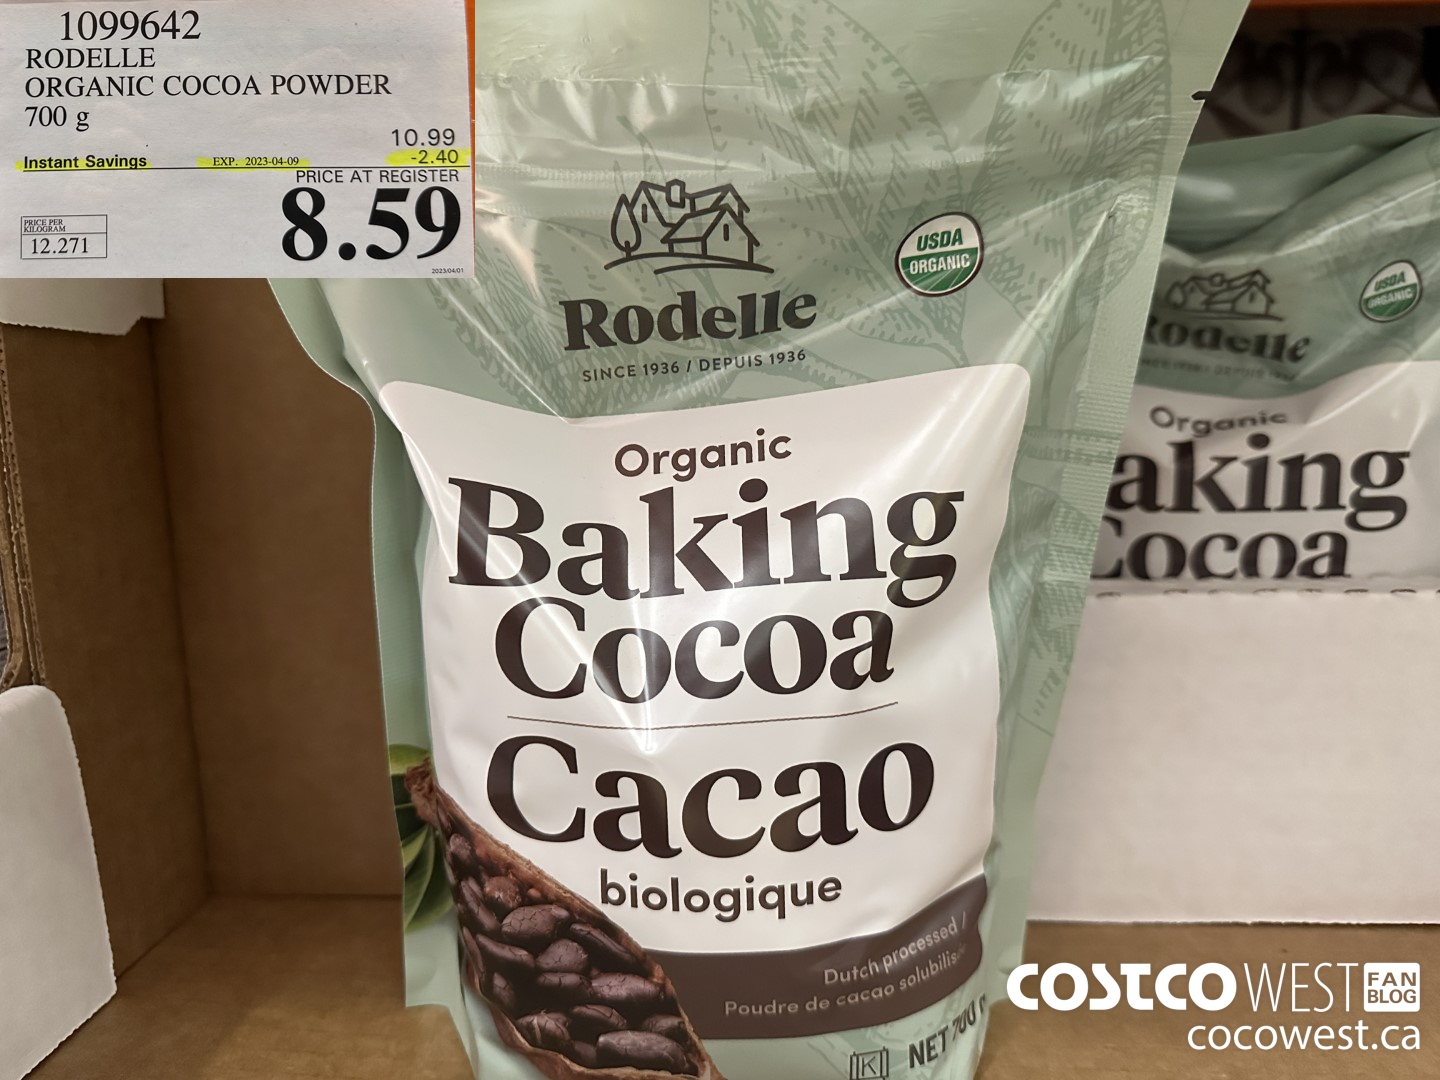 1099642
RODELLE
ORGANIC COCOA POWDER
700 g
10.99
Instant Savings EXP. 2023-04-09 -2.40
PRICE AT REGISTER
8.59
PRICE PER
KILOGRAM
12.271
2023/04/01
USDA
ORGANIC
Rodelle
SINCE 1936 / DEPUIS 1936
Organic
Baking
Cocoa
Cacao
biologique
Dutch processed /
Poudre de cacao
NET 700
K
USDA
ORGANIC
Rodelle
Organic
aking
Cocoa
COSTCO WEST FAN BLOG
cocowest.ca